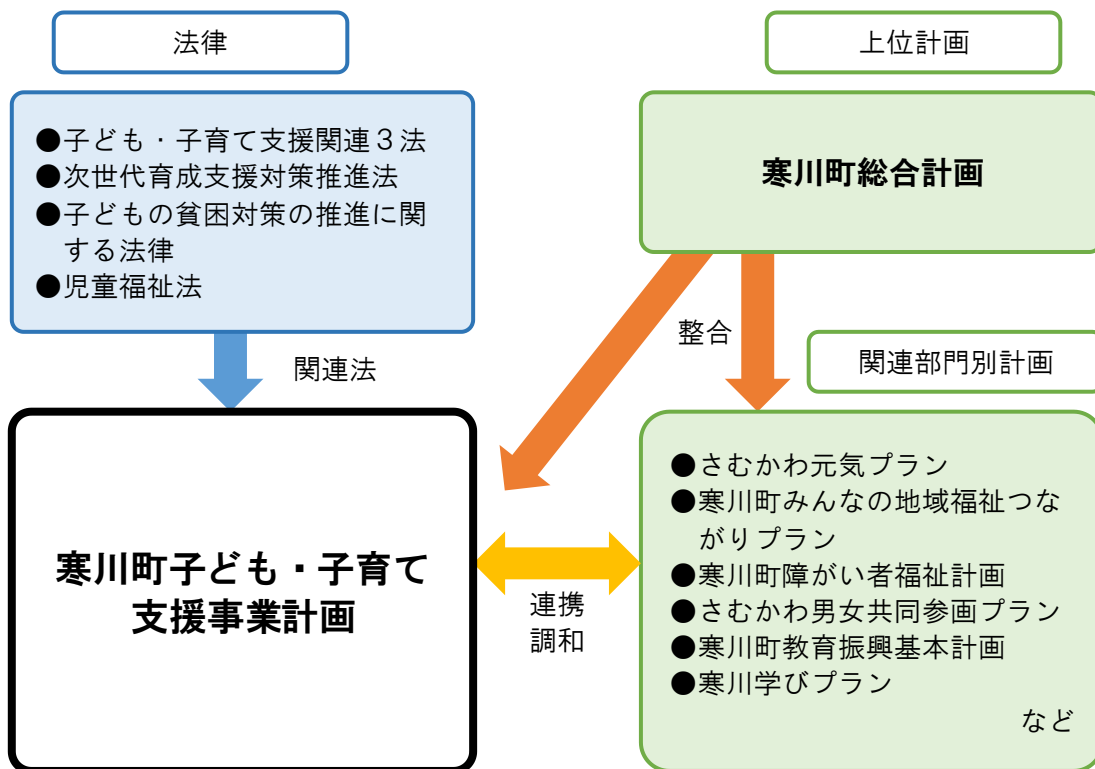 法律
●子ども・子育て支援関連３法
●次世代育成支援対策推進法
●子どもの貧困対策の推進に関
する法律
●児童福祉法
関連法
上位計画
寒川町総合計画
整合
関連部門別計画
寒川町子ども・子育て
支援事業計画
連携
調和
●さむかわ元気プラン
●寒川町みんなの地域福祉つな
がりプラン
●寒川町障がい者福祉計画
●さむかわ男女共同参画プラン
●寒川町教育振興基本計画
●寒川学びプラン
など